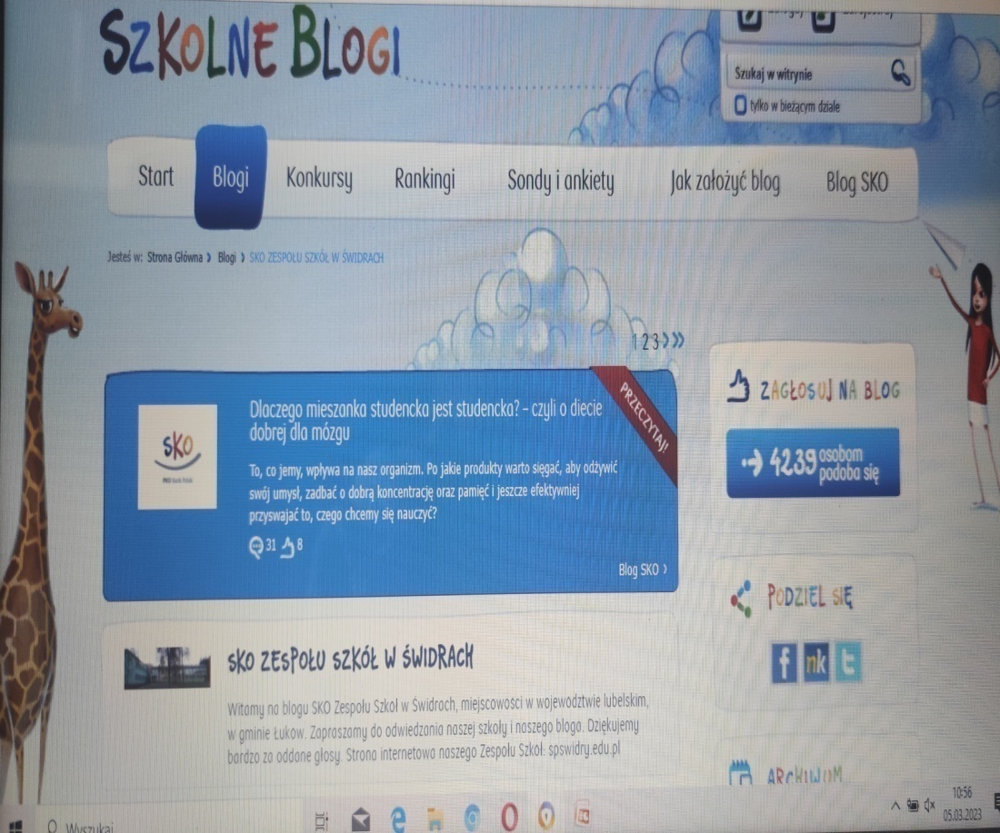 SZKOLNE BLOGI
Szukaj w witrynie
tylko w bieżącym dziale
Start Blogi Konkursy Rankingi Sondy i ankiety Jak założyć blog Blog SKO
Jesteś w: Strona Główna › Blogi › SKO ZESPOŁU SZKÓŁ W ŚWIDRACH
1 2 3 › »
PRZECZYTAJ!
SKO
Dlaczego mieszanka studencka jest studencka? – czyli o diecie
dobrej dla mózgu
To, co jemy, wpływa na nasz organizm. Po jakie produkty warto sięgać, aby odżywić
swój umysł, zadbać o dobrą koncentrację oraz pamięć i jeszcze efektywniej
przyswajać to, czego chcemy się nauczyć?
31 8
Blog SKO ›
ZAGŁOSUJ NA BLOG
4239 osobom
podoba się
PODZIEL SIĘ
f nk t
SKO ZESPOŁU SZKÓŁ W ŚWIDRACH
Witamy na blogu SKO Zespołu Szkół w Świdrach, miejscowości w województwie lubelskim,
w gminie Łuków. Zapraszamy do odwiedzania naszej szkoły i naszego bloga. Dziękujemy
bardzo za oddane głosy. Strona internetowa naszego Zespołu Szkół: spswidry.edu.pl
ARCHIWUM
Wyszukaj
10:56
05.03.2023